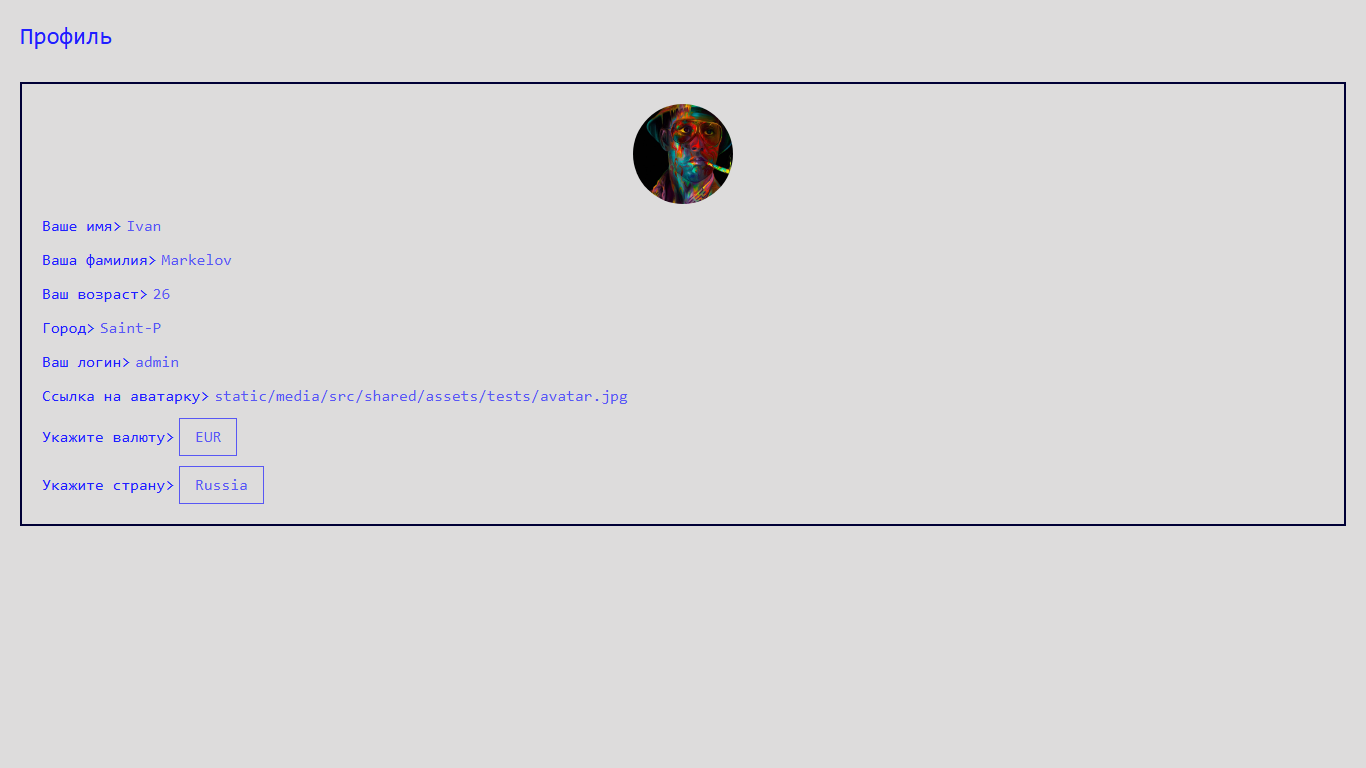 Профиль
Ваше имя> Ivan
Ваша фамилия> Markelov
Ваш возраст> 26
Город> Saint-P
Ваш логин> admin
Ссылка на аватарку> static/media/src/shared/assets/tests/avatar.jpg
Укажите валюту> EUR
Укажите страну> Russia